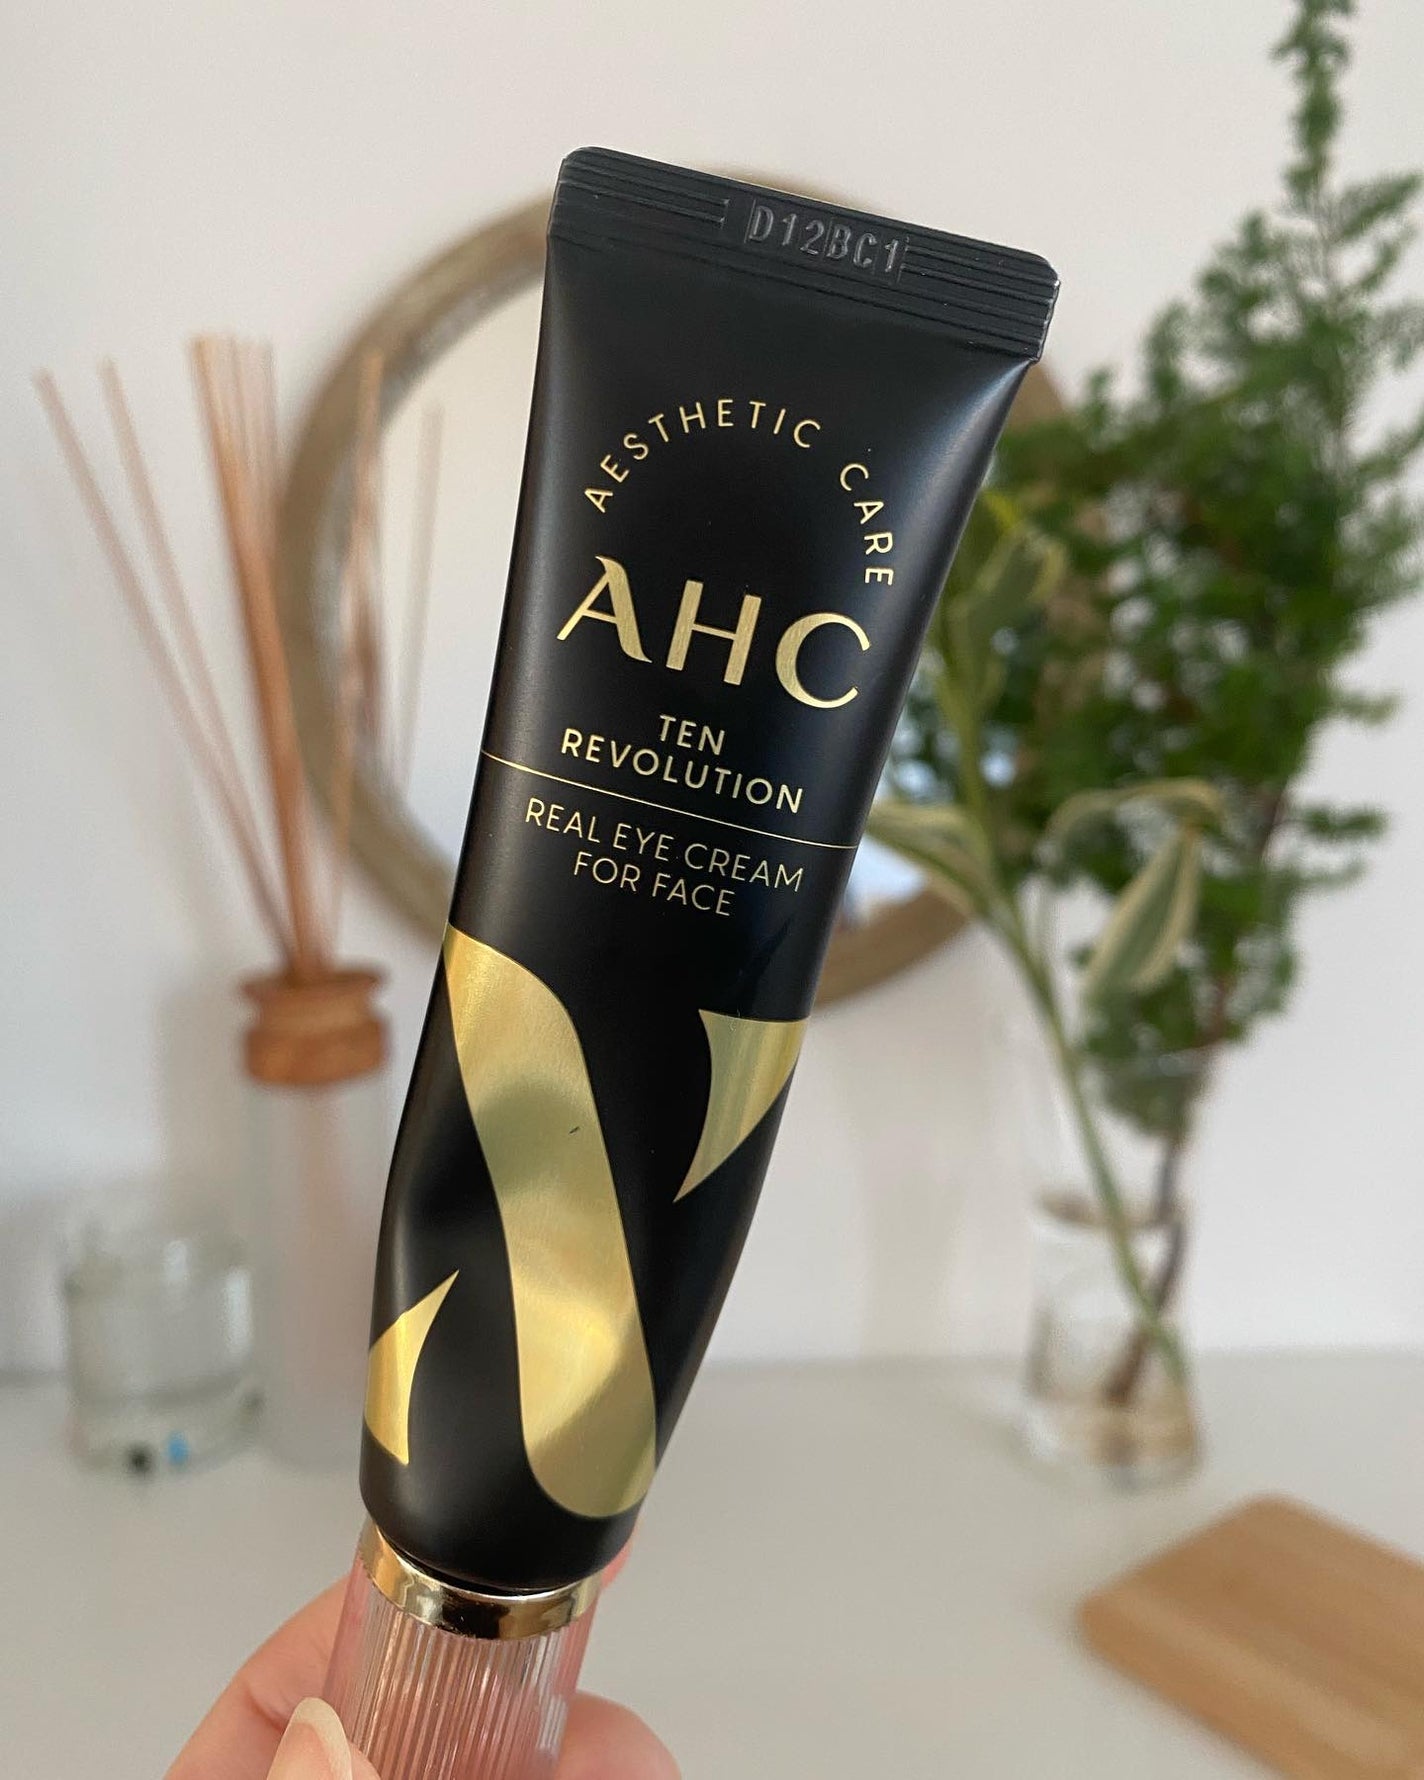 D12BC1
AESTHETIC CARE
AHC
TEN
REVOLUTION
REAL EYE CREAM
FOR FACE